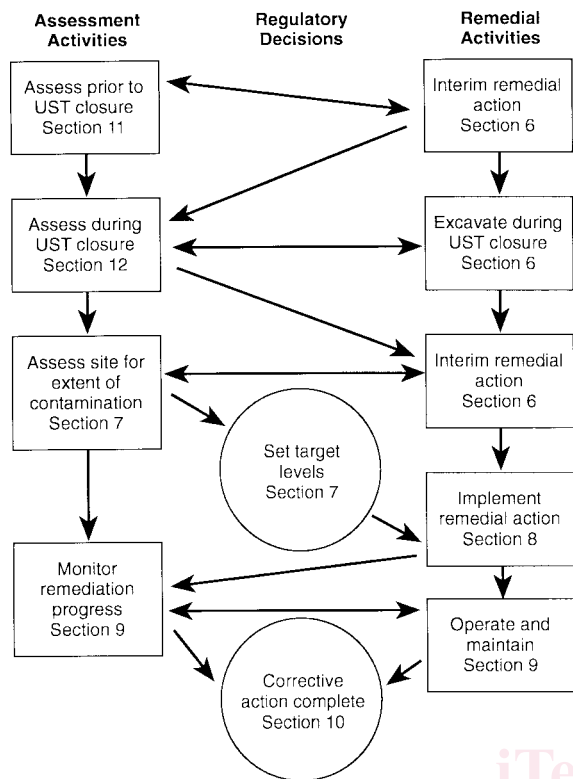 Assessment
Activities
Regulatory
Decisions
Remedial
Activities
Assess prior to
UST closure
Section 11
Interim remedial
action
Section 6
Assess during
UST closure
Section 12
Excavate during
UST closure
Section 6
Assess site for
extent of
contamination
Section 7
Interim remedial
action
Section 6
Set target
levels
Section 7
Implement
remedial action
Section 8
Monitor
remediation
progress
Section 9
Operate and
maintain
Section 9
Corrective
action complete
Section 10
iTe